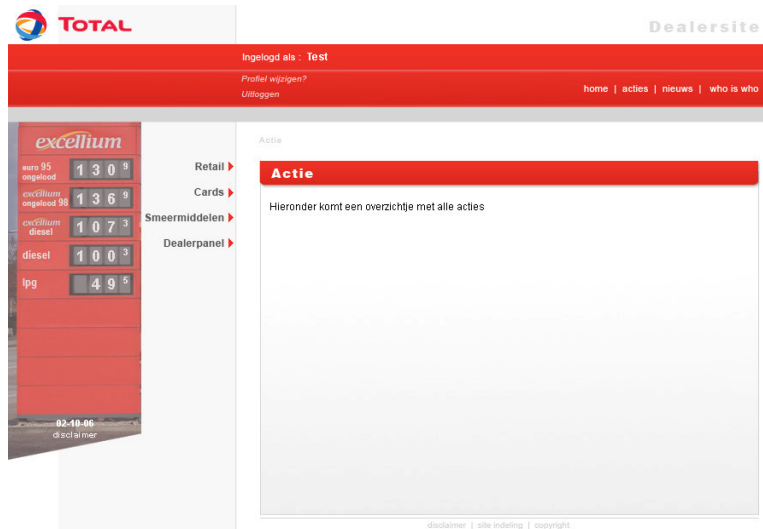 TOTAL
Dealersite
Ingelogd als : Test
Profiel wijzigen?
Uitloggen
home | acties | nieuws | who is who
excellium
euro 95
ongelood
1 3 0 9
excellium
ongelood 98
1 3 6 9
excellium
diesel
1 0 7 3
diesel
1 0 0 3
lpg
4 9 5
02-10-06
disclaimer
Retail
Cards
Smeermiddelen
Dealerpanel
Actie
Actie
Hieronder komt een overzichtje met alle acties
disclaimer | site indeling | copyright